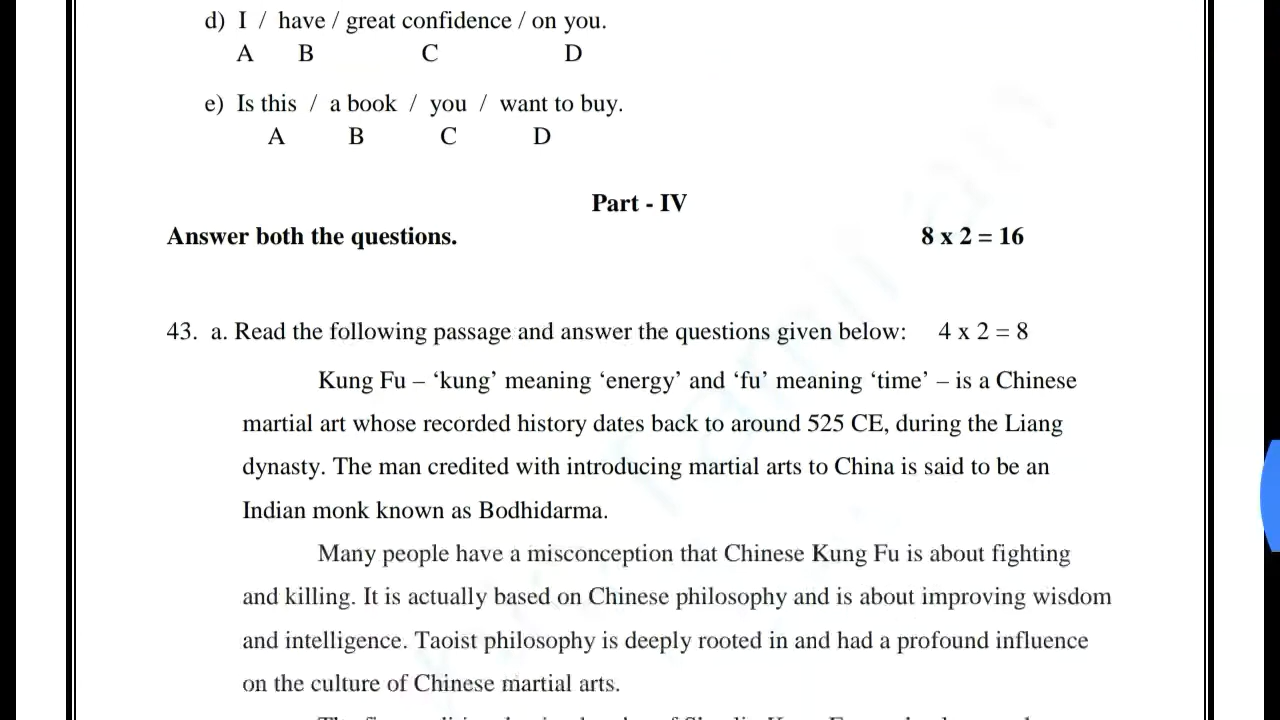 d) I / have / great confidence / on you.
A B C D
e) Is this / a book / you / want to buy.
A B C D
Part - IV
Answer both the questions. 8 x 2 = 16
43. a. Read the following passage and answer the questions given below: 4 x 2 = 8
Kung Fu – ‘kung’ meaning ‘energy’ and ‘fu’ meaning ‘time’ – is a Chinese
martial art whose recorded history dates back to around 525 CE, during the Liang
dynasty. The man credited with introducing martial arts to China is said to be an
Indian monk known as Bodhidarma.
Many people have a misconception that Chinese Kung Fu is about fighting
and killing. It is actually based on Chinese philosophy and is about improving wisdom
and intelligence. Taoist philosophy is deeply rooted in and had a profound influence
on the culture of Chinese martial arts.